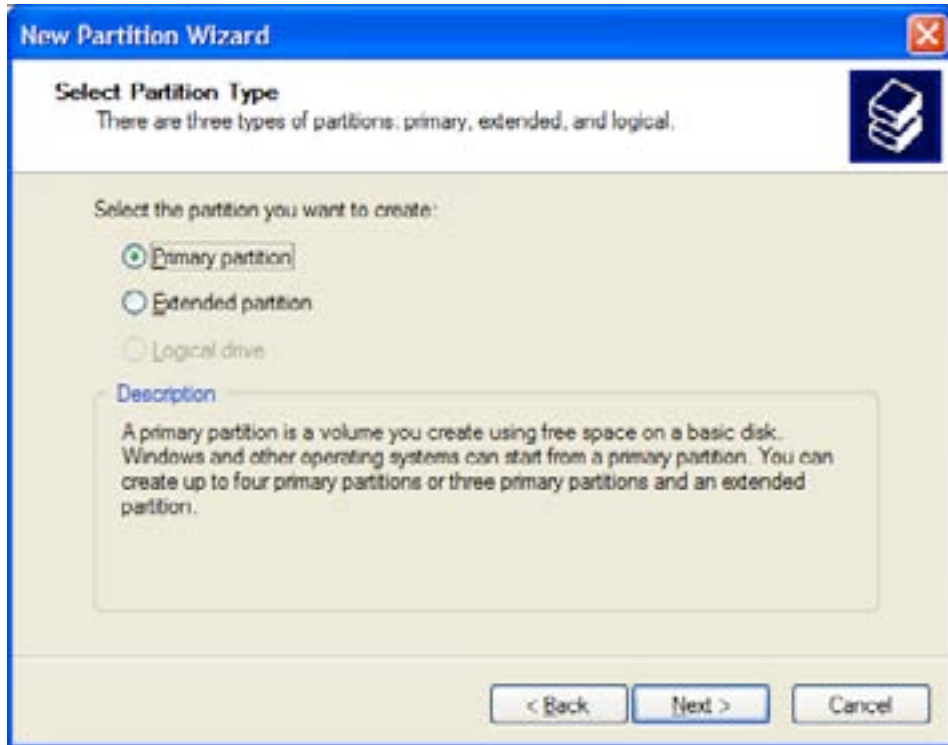 New Partition Wizard
Select Partition Type
There are three types of partitions: primary, extended, and logical.
Select the partition you want to create:
Primary partition
Extended partition
Logical drive
Description
A primary partition is a volume you create using free space on a basic disk.
Windows and other operating systems can start from a primary partition. You can
create up to four primary partitions or three primary partitions and an extended
partition.
< Back
Next >
Cancel